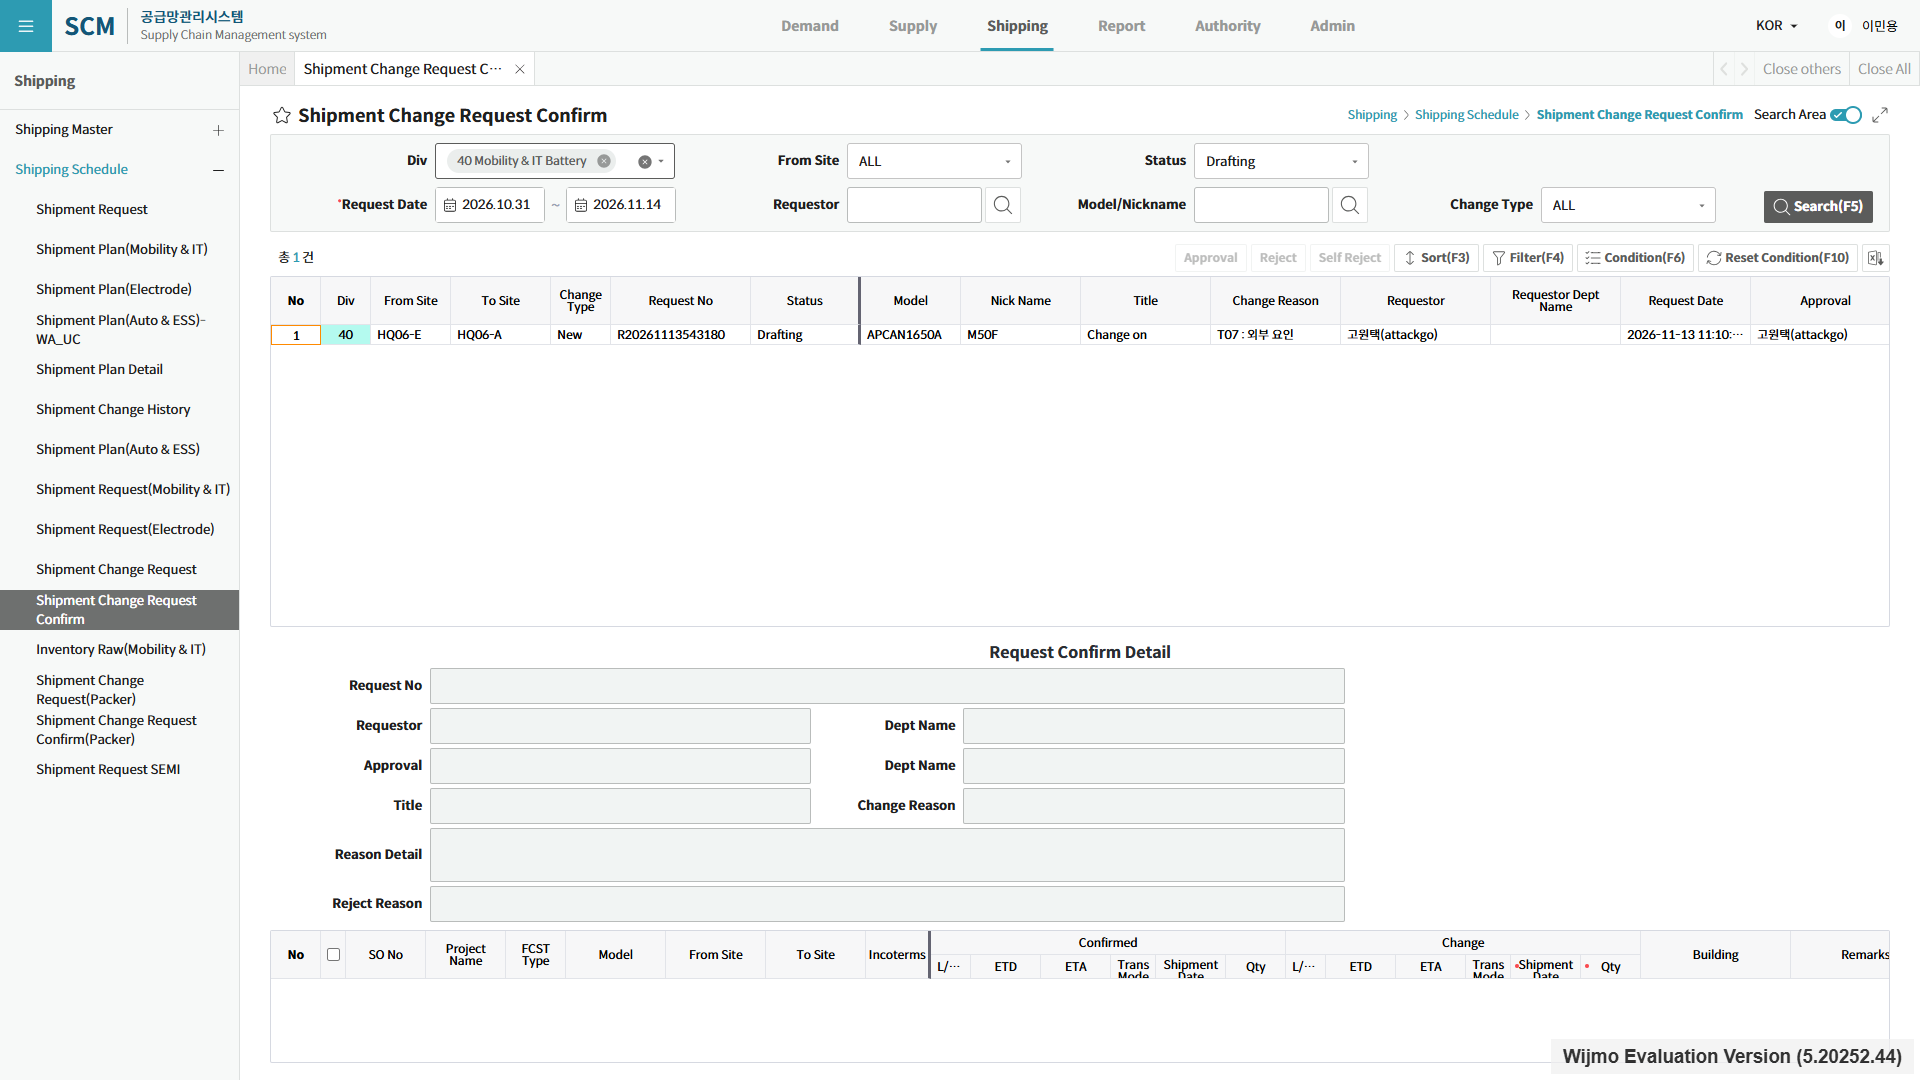 SCM
공급망관리시스템
Supply Chain Management system
Demand
Supply
Shipping
Report
Authority
Admin
KOR
이
이민용
Shipping
Home
Shipment Change Request C···
Close others
Close All
Shipping Master
Shipping Schedule
Shipment Request
Shipment Plan(Mobility & IT)
Shipment Plan(Electrode)
Shipment Plan(Auto & ESS)-
WA_UC
Shipment Plan Detail
Shipment Change History
Shipment Plan(Auto & ESS)
Shipment Request(Mobility & IT)
Shipment Request(Electrode)
Shipment Change Request
Shipment Change Request
Confirm
Inventory Raw(Mobility & IT)
Shipment Change
Request(Packer)
Shipment Change Request
Confirm(Packer)
Shipment Request SEMI
Shipment Change Request Confirm
Shipping > Shipping Schedule > Shipment Change Request Confirm
Search Area
Div 40 Mobility & IT Battery
From Site ALL
Status Drafting
*Request Date 2026.10.31 ~ 2026.11.14
Requestor
Model/Nickname
Change Type ALL
Search(F5)
총 1 건
Approval
Reject
Self Reject
Sort(F3)
Filter(F4)
Condition(F6)
Reset Condition(F10)
No Div From Site To Site Change Type Request No Status Model Nick Name Title Change Reason Requestor Requestor Dept Name Request Date Approval
1 40 HQ06-E HQ06-A New R20261113543180 Drafting APCAN1650A M50F Change on T07 : 외부 요인 고원택(attackgo) 2026-11-13 11:10:··· 고원택(attackgo)
Request Confirm Detail
Request No
Requestor
Dept Name
Approval
Dept Name
Title
Change Reason
Reason Detail
Reject Reason
No SO No Project Name FCST Type Model From Site To Site Incoterms Confirmed Change Building Remarks
L/··· ETD ETA Trans Mode Shipment Date Qty L/··· ETD ETA Trans Mode Shipment Date Qty
Wijmo Evaluation Version (5.20252.44)